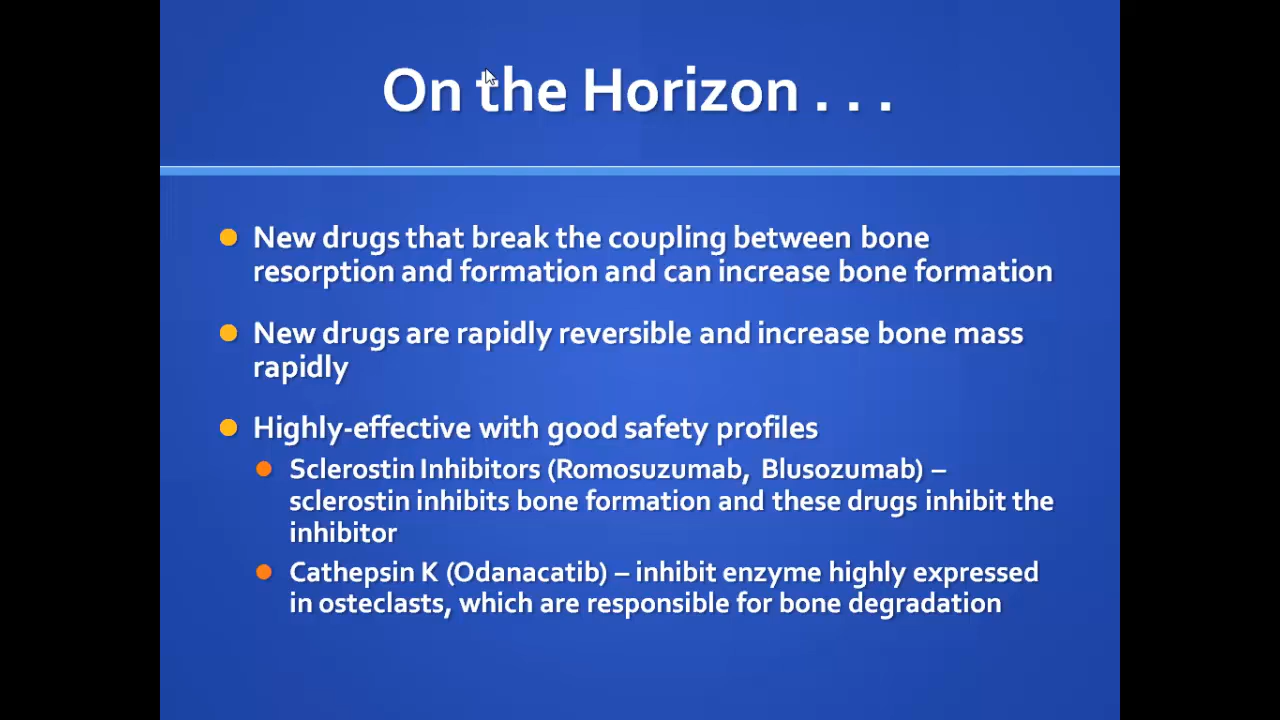 On the Horizon . . .
New drugs that break the coupling between bone
resorption and formation and can increase bone formation
New drugs are rapidly reversible and increase bone mass
rapidly
Highly-effective with good safety profiles
Sclerostin Inhibitors (Romosuzumab, Blusozumab) –
sclerostin inhibits bone formation and these drugs inhibit the
inhibitor
Cathepsin K (Odanacatib) – inhibit enzyme highly expressed
in osteclasts, which are responsible for bone degradation